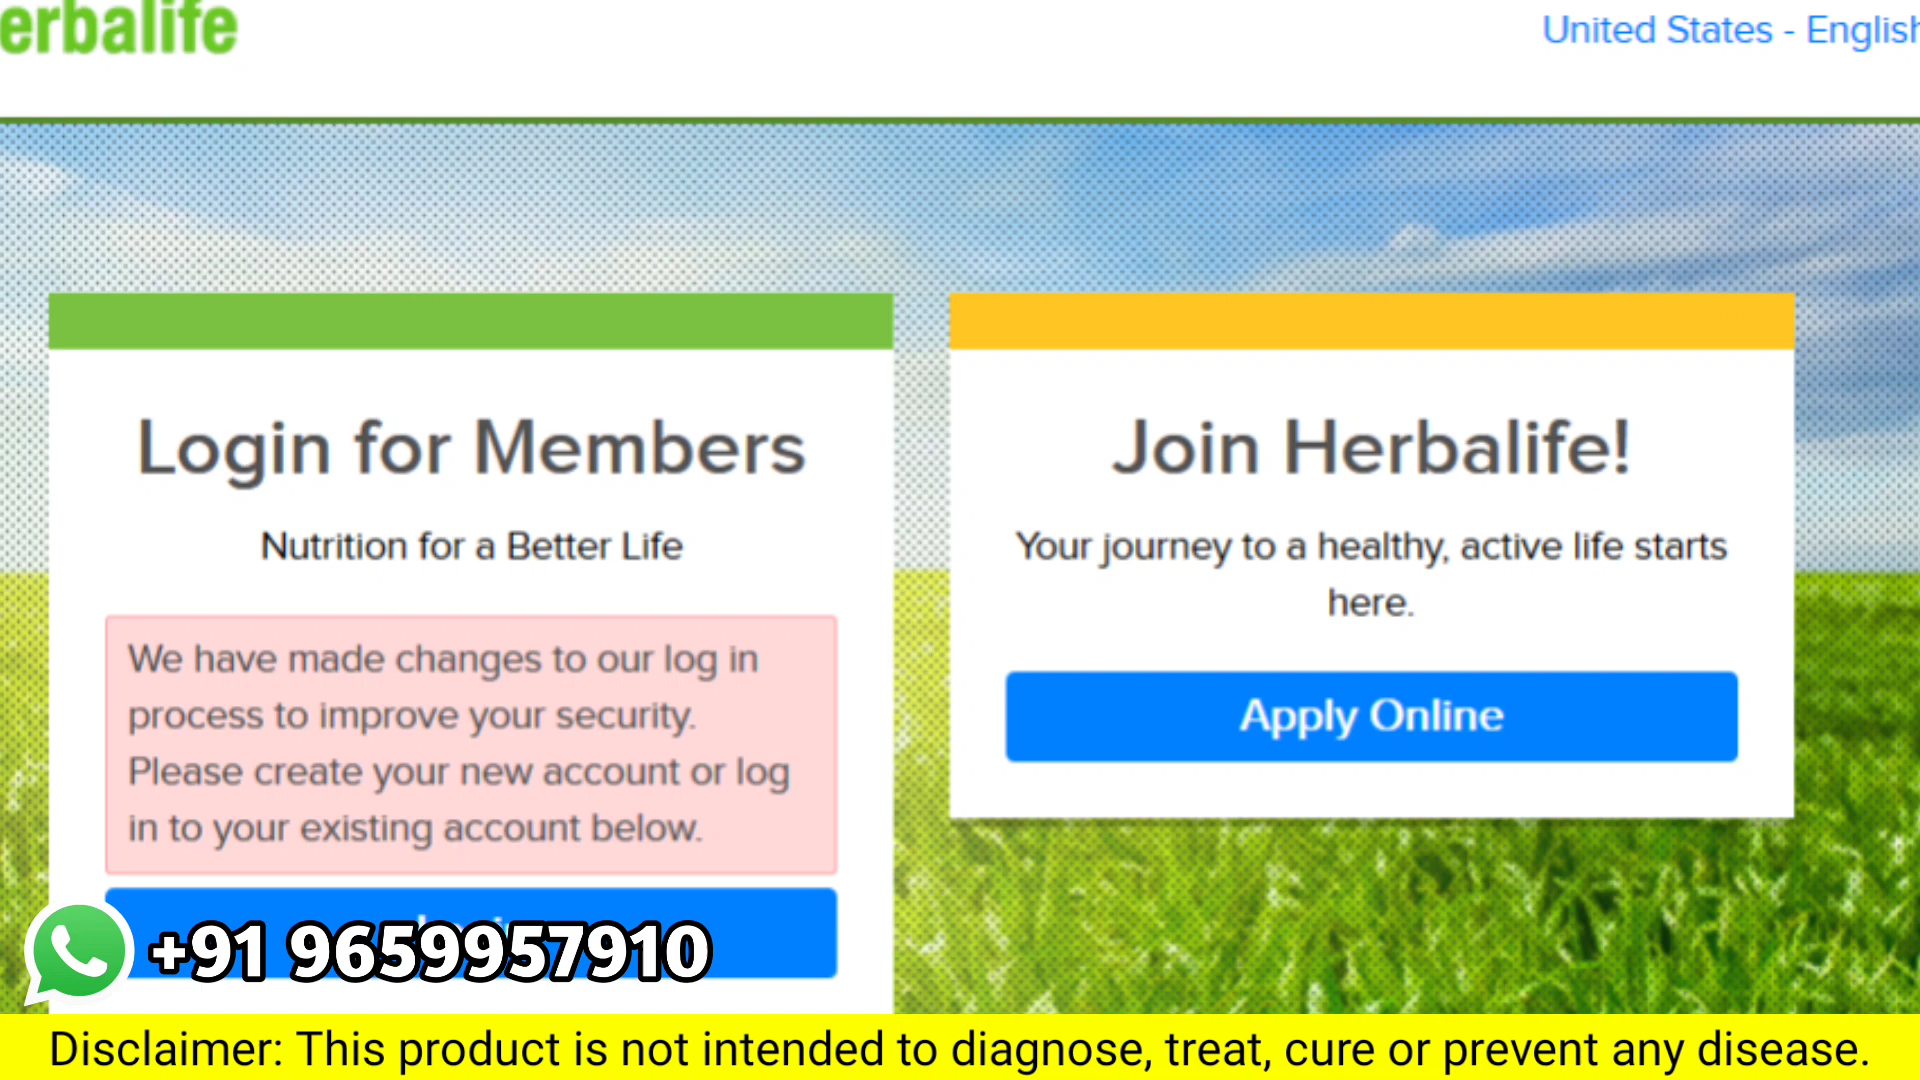 erbalife
United States - English
Login for Members
Nutrition for a Better Life
We have made changes to our log in
process to improve your security.
Please create your new account or log
in to your existing account below.
Join Herbalife!
Your journey to a healthy, active life starts
here.
Apply Online
+91 9659957910
Disclaimer: This product is not intended to diagnose, treat, cure or prevent any disease.